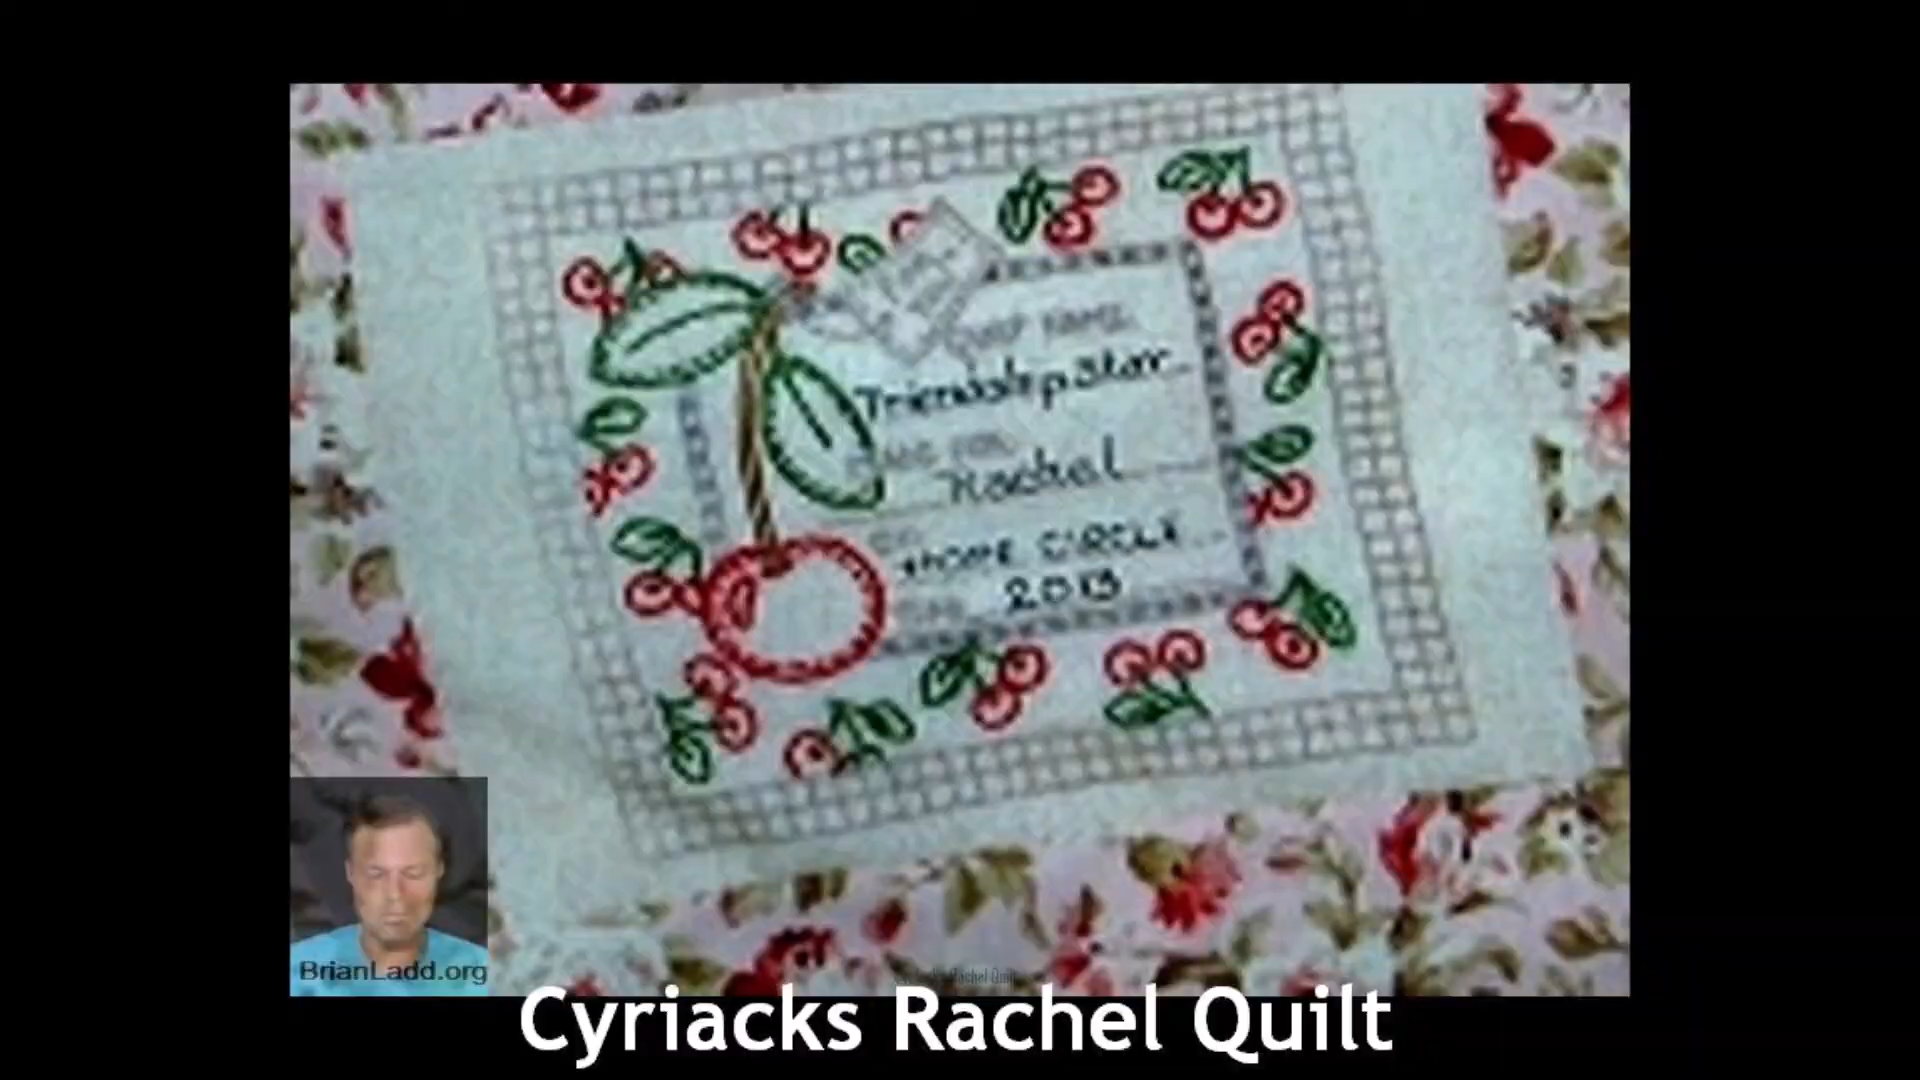 Friendship Star
Rachel
HOME CIRCLE
2013
BrianLadd.org
Cyriacks Rachel Quilt